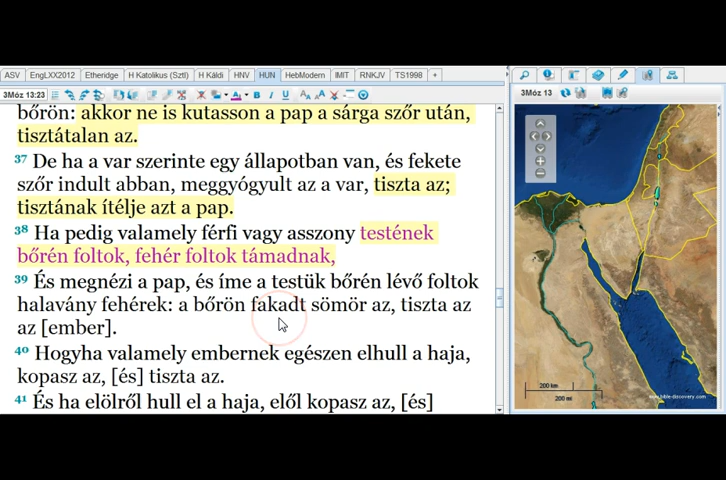 ASV EngLXX2012 Etheridge H Katolikus (Sztl) H Káldi HNV HUN HebModern IMIT RNKJV TS1998 +
3Móz 13:23
3Móz 13
bőrön: akkor ne is kutasson a pap a sárga szőr után,
tisztátalan az.
37 De ha a var szerinte egy állapotban van, és fekete
szőr indult abban, meggyógyult az a var, tiszta az;
tisztának ítélje azt a pap.
38 Ha pedig valamely férfi vagy asszony testének
bőrén foltok, fehér foltok támadnak,
39 És megnézi a pap, és íme a testük bőrén lévő foltok
halavány fehérek: a bőrön fakadt sömör az, tiszta az
az [ember].
40 Hogyha valamely embernek egészen elhull a haja,
kopasz az, [és] tiszta az.
41 És ha elölről hull el a haja, elől kopasz az, [és]
200 km
200 mi
www.bible-discovery.com